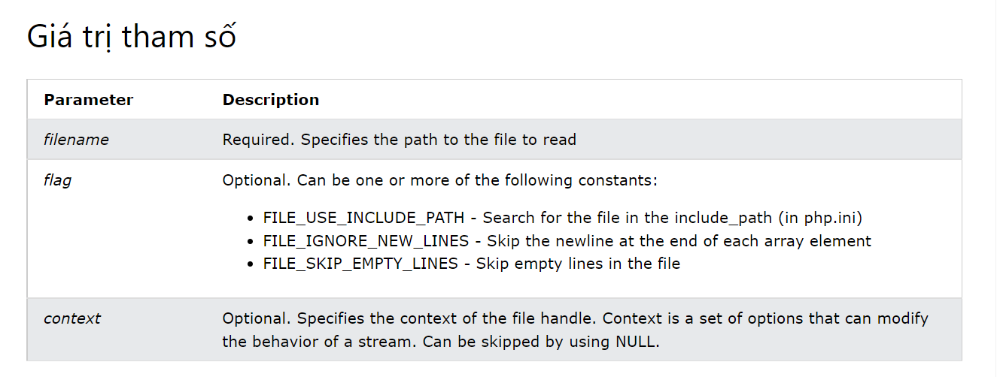 Giá trị tham số
Parameter Description
filename Required. Specifies the path to the file to read
flag Optional. Can be one or more of the following constants:
• FILE_USE_INCLUDE_PATH - Search for the file in the include_path (in php.ini)
• FILE_IGNORE_NEW_LINES - Skip the newline at the end of each array element
• FILE_SKIP_EMPTY_LINES - Skip empty lines in the file
context Optional. Specifies the context of the file handle. Context is a set of options that can modify
the behavior of a stream. Can be skipped by using NULL.